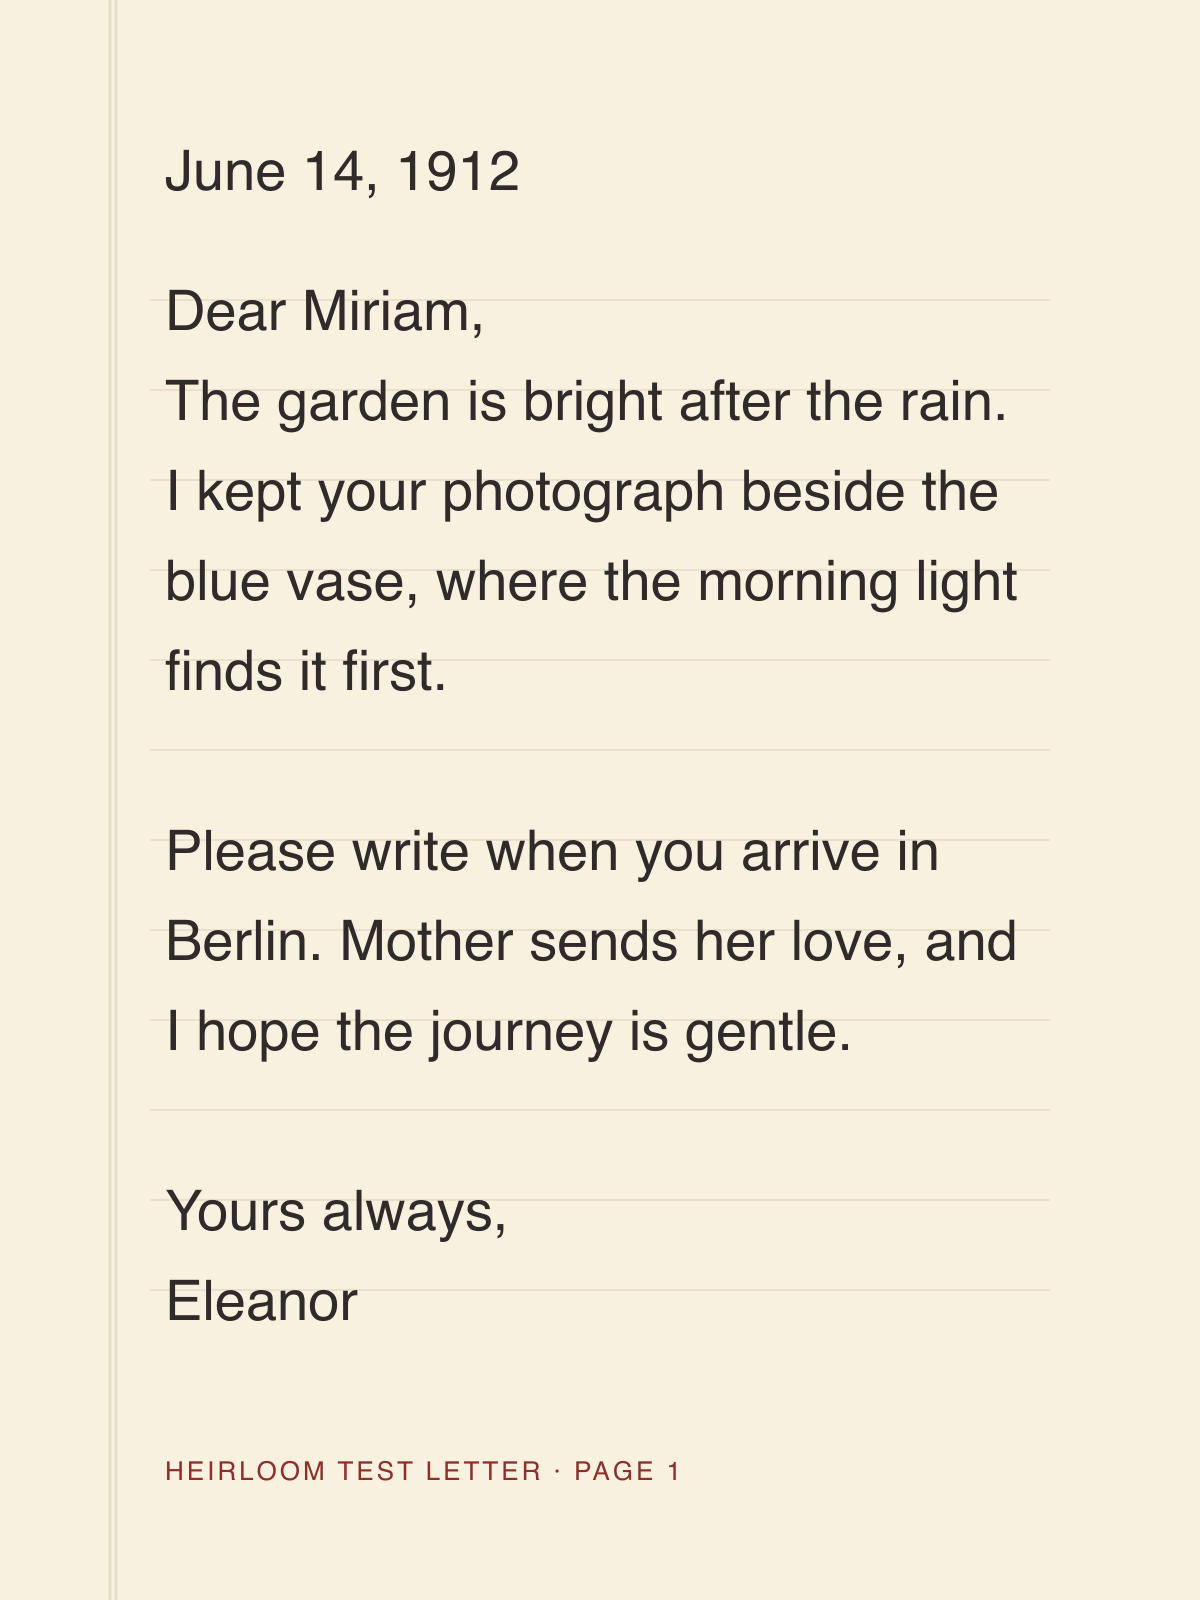 June 14, 1912
Dear Miriam,
The garden is bright after the rain.
I kept your photograph beside the
blue vase, where the morning light
finds it first.
Please write when you arrive in
Berlin. Mother sends her love, and
I hope the journey is gentle.
Yours always,
Eleanor
HEIRLOOM TEST LETTER · PAGE 1